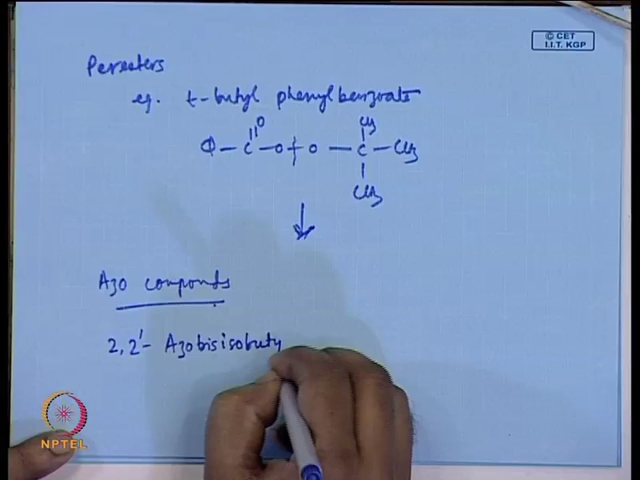 © CET
I.I.T. KGP
Peresters
eg. t-butyl phenylbenzoate
O
CH3
Φ - C - O + O - C - CH3
CH3
Azo compounds
2,2'- Azobisisobuty
NPTEL